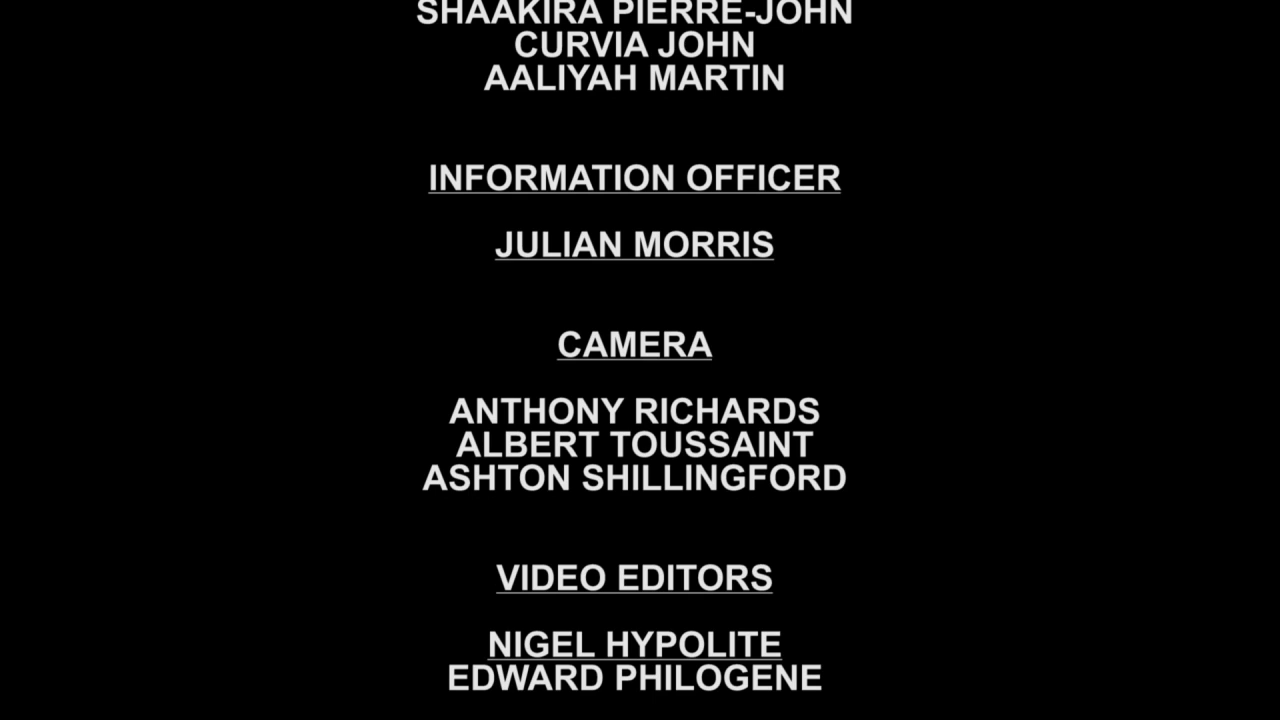 SHAAKIRA PIERRE-JOHN
CURVIA JOHN
AALIYAH MARTIN
INFORMATION OFFICER
JULIAN MORRIS
CAMERA
ANTHONY RICHARDS
ALBERT TOUSSAINT
ASHTON SHILLINGFORD
VIDEO EDITORS
NIGEL HYPOLITE
EDWARD PHILOGENE